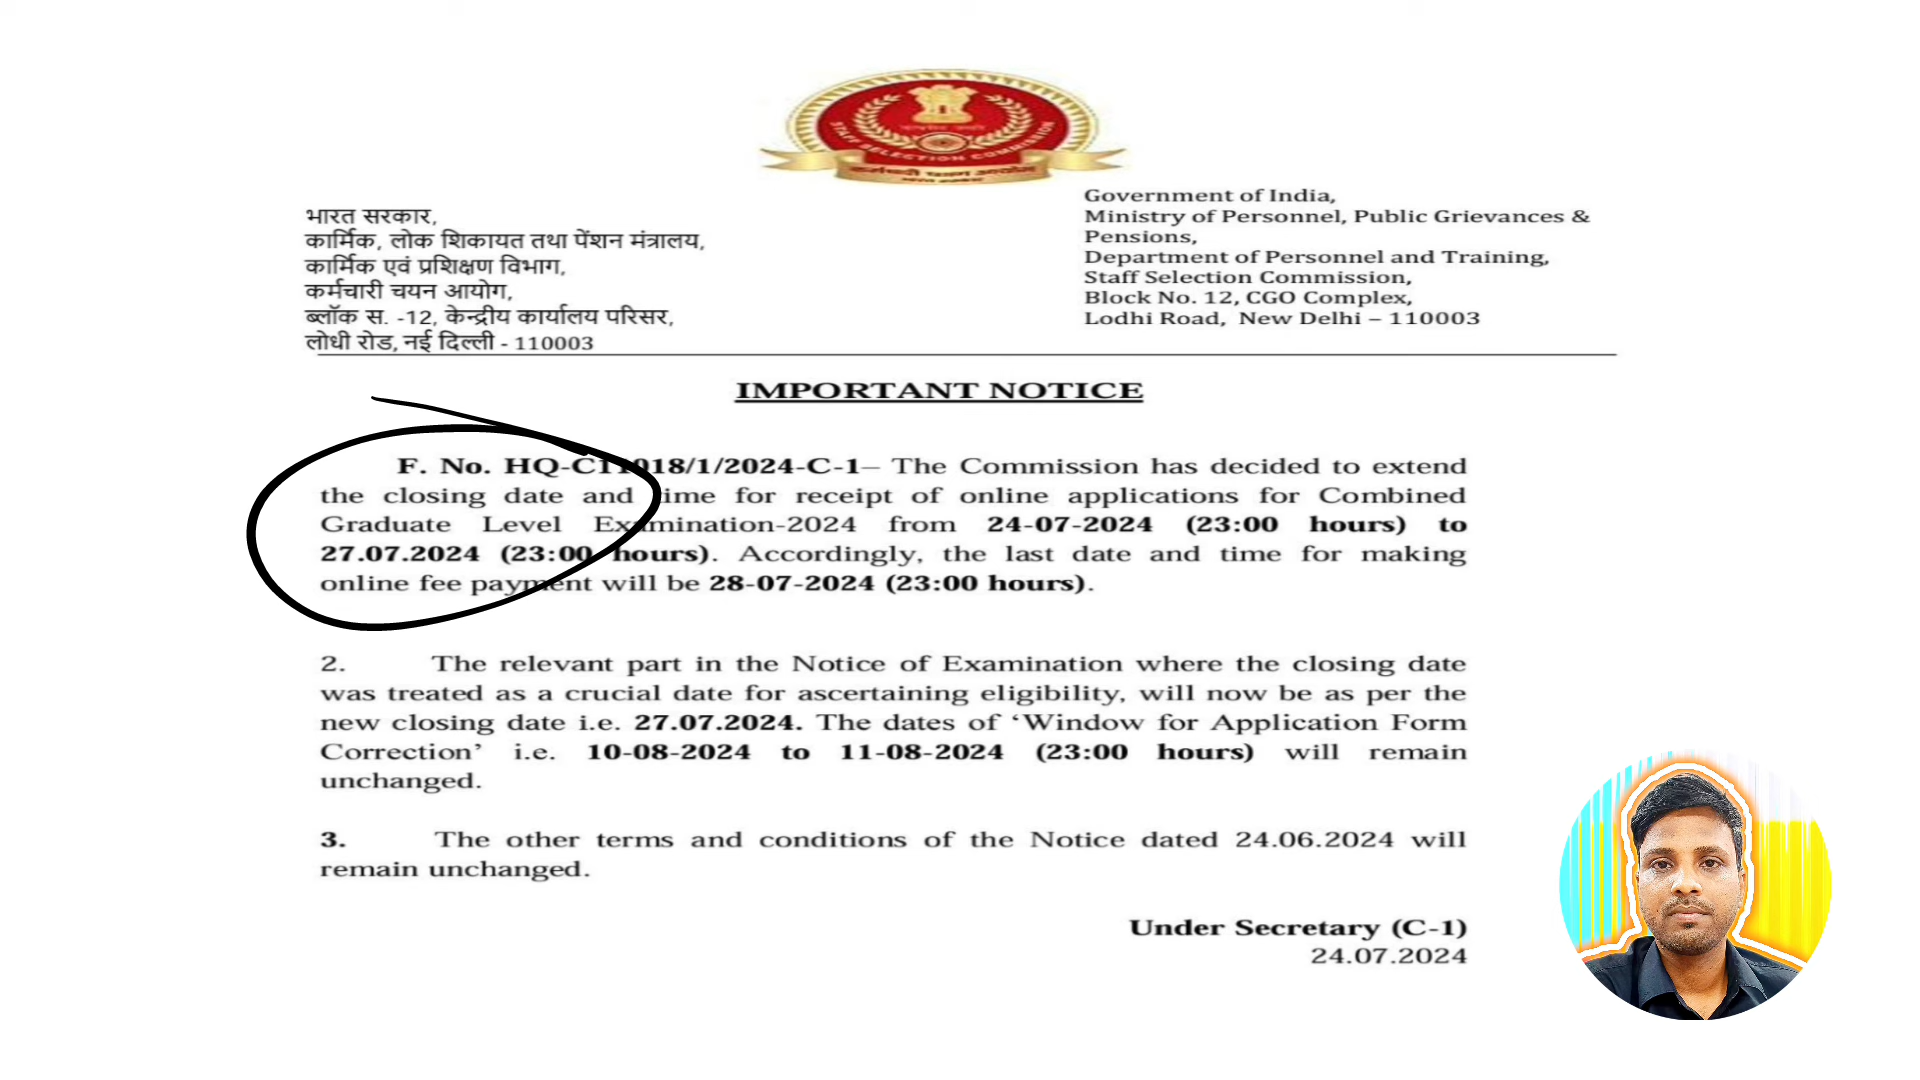 STAFF SELECTION COMMISSION
भारत सरकार,
कार्मिक, लोक शिकायत तथा पेंशन मंत्रालय,
कार्मिक एवं प्रशिक्षण विभाग,
कर्मचारी चयन आयोग,
ब्लॉक स. -12, केन्द्रीय कार्यालय परिसर,
लोधी रोड, नई दिल्ली - 110003
Government of India,
Ministry of Personnel, Public Grievances &
Pensions,
Department of Personnel and Training,
Staff Selection Commission,
Block No. 12, CGO Complex,
Lodhi Road, New Delhi – 110003
IMPORTANT NOTICE
F. No. HQ-C11018/1/2024-C-1– The Commission has decided to extend
the closing date and time for receipt of online applications for Combined
Graduate Level Examination-2024 from 24-07-2024 (23:00 hours) to
27.07.2024 (23:00 hours). Accordingly, the last date and time for making
online fee payment will be 28-07-2024 (23:00 hours).
2. The relevant part in the Notice of Examination where the closing date
was treated as a crucial date for ascertaining eligibility, will now be as per the
new closing date i.e. 27.07.2024. The dates of ‘Window for Application Form
Correction’ i.e. 10-08-2024 to 11-08-2024 (23:00 hours) will remain
unchanged.
3. The other terms and conditions of the Notice dated 24.06.2024 will
remain unchanged.
Under Secretary (C-1)
24.07.2024